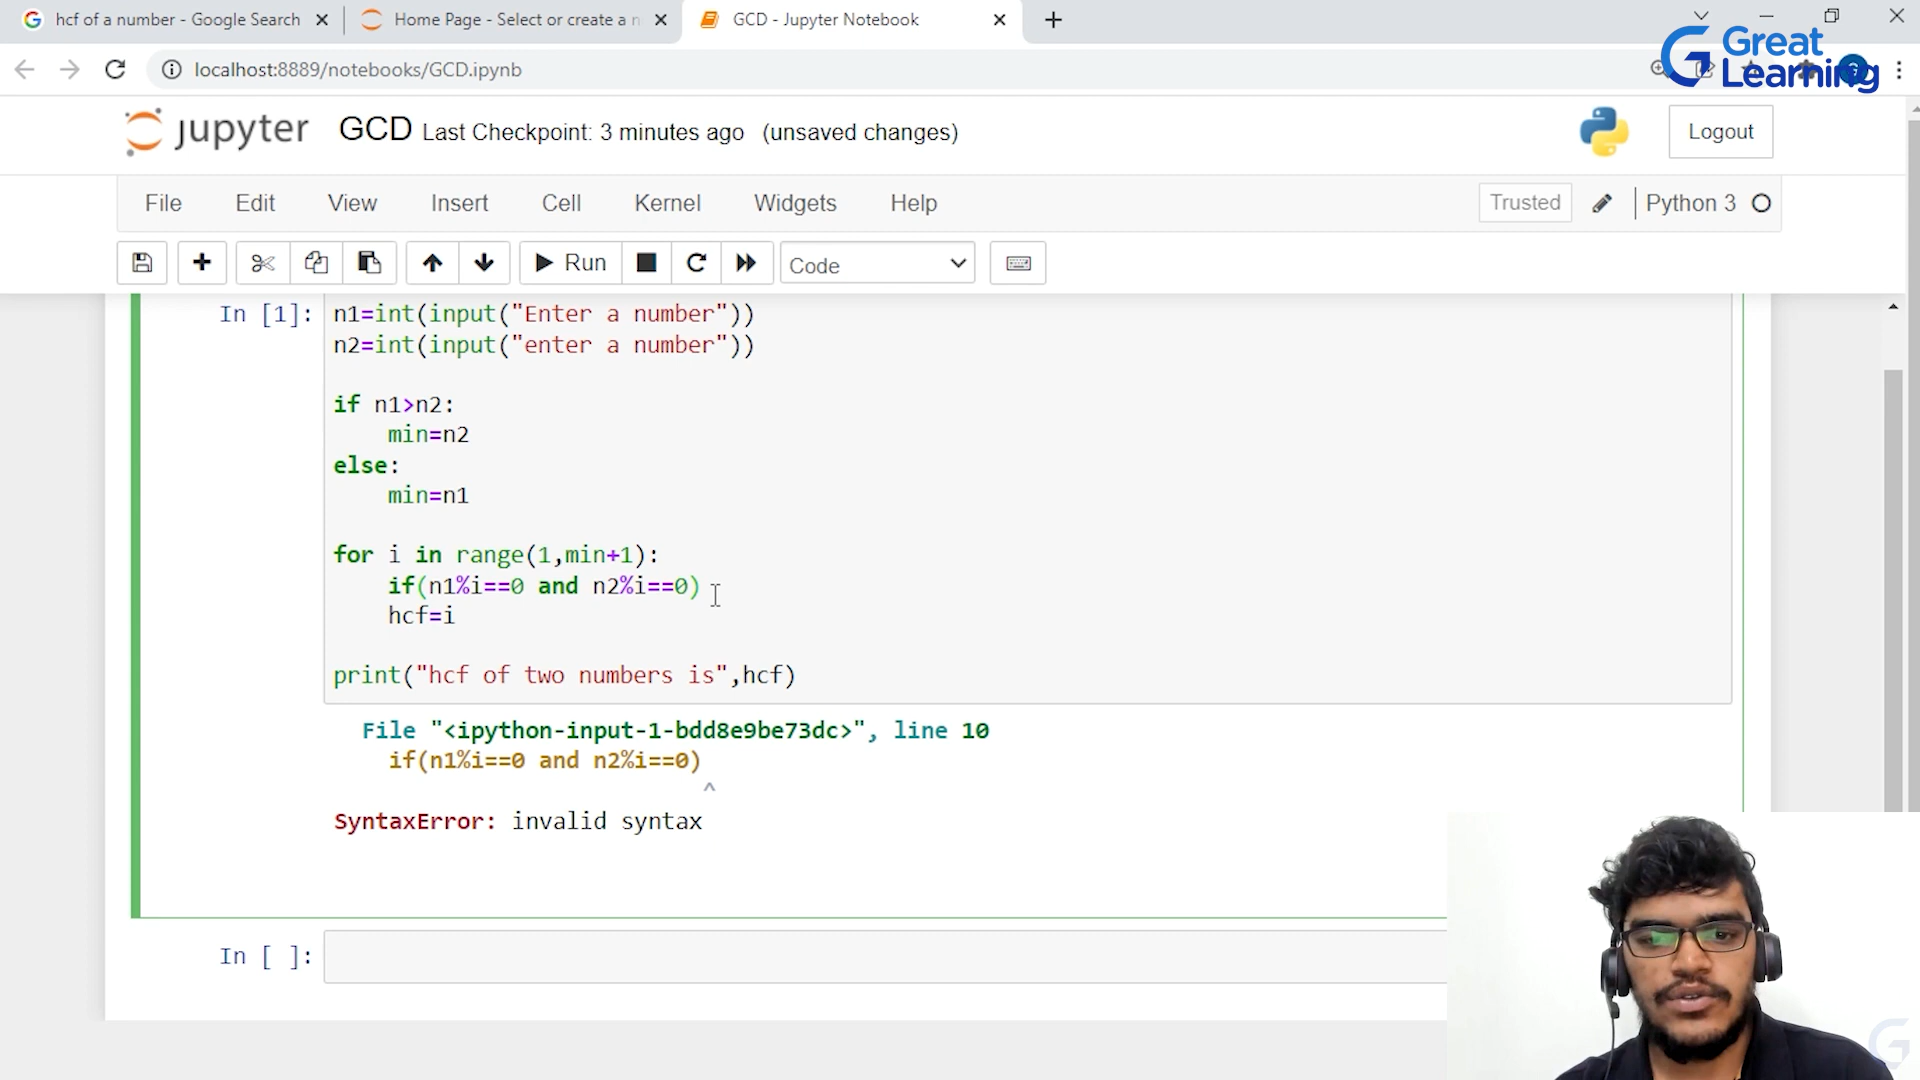 hcf of a number - Google Search
Home Page - Select or create a n
GCD - Jupyter Notebook
localhost:8889/notebooks/GCD.ipynb
Great
Learning
jupyter GCD Last Checkpoint: 3 minutes ago (unsaved changes)
Logout
File Edit View Insert Cell Kernel Widgets Help
Trusted
Python 3
Run
Code
In [1]:
n1=int(input("Enter a number"))
n2=int(input("enter a number"))
if n1>n2:
min=n2
else:
min=n1
for i in range(1,min+1):
if(n1%i==0 and n2%i==0)
hcf=i
print("hcf of two numbers is",hcf)
File "<ipython-input-1-bdd8e9be73dc>", line 10
if(n1%i==0 and n2%i==0)
^
SyntaxError: invalid syntax
In [ ]: